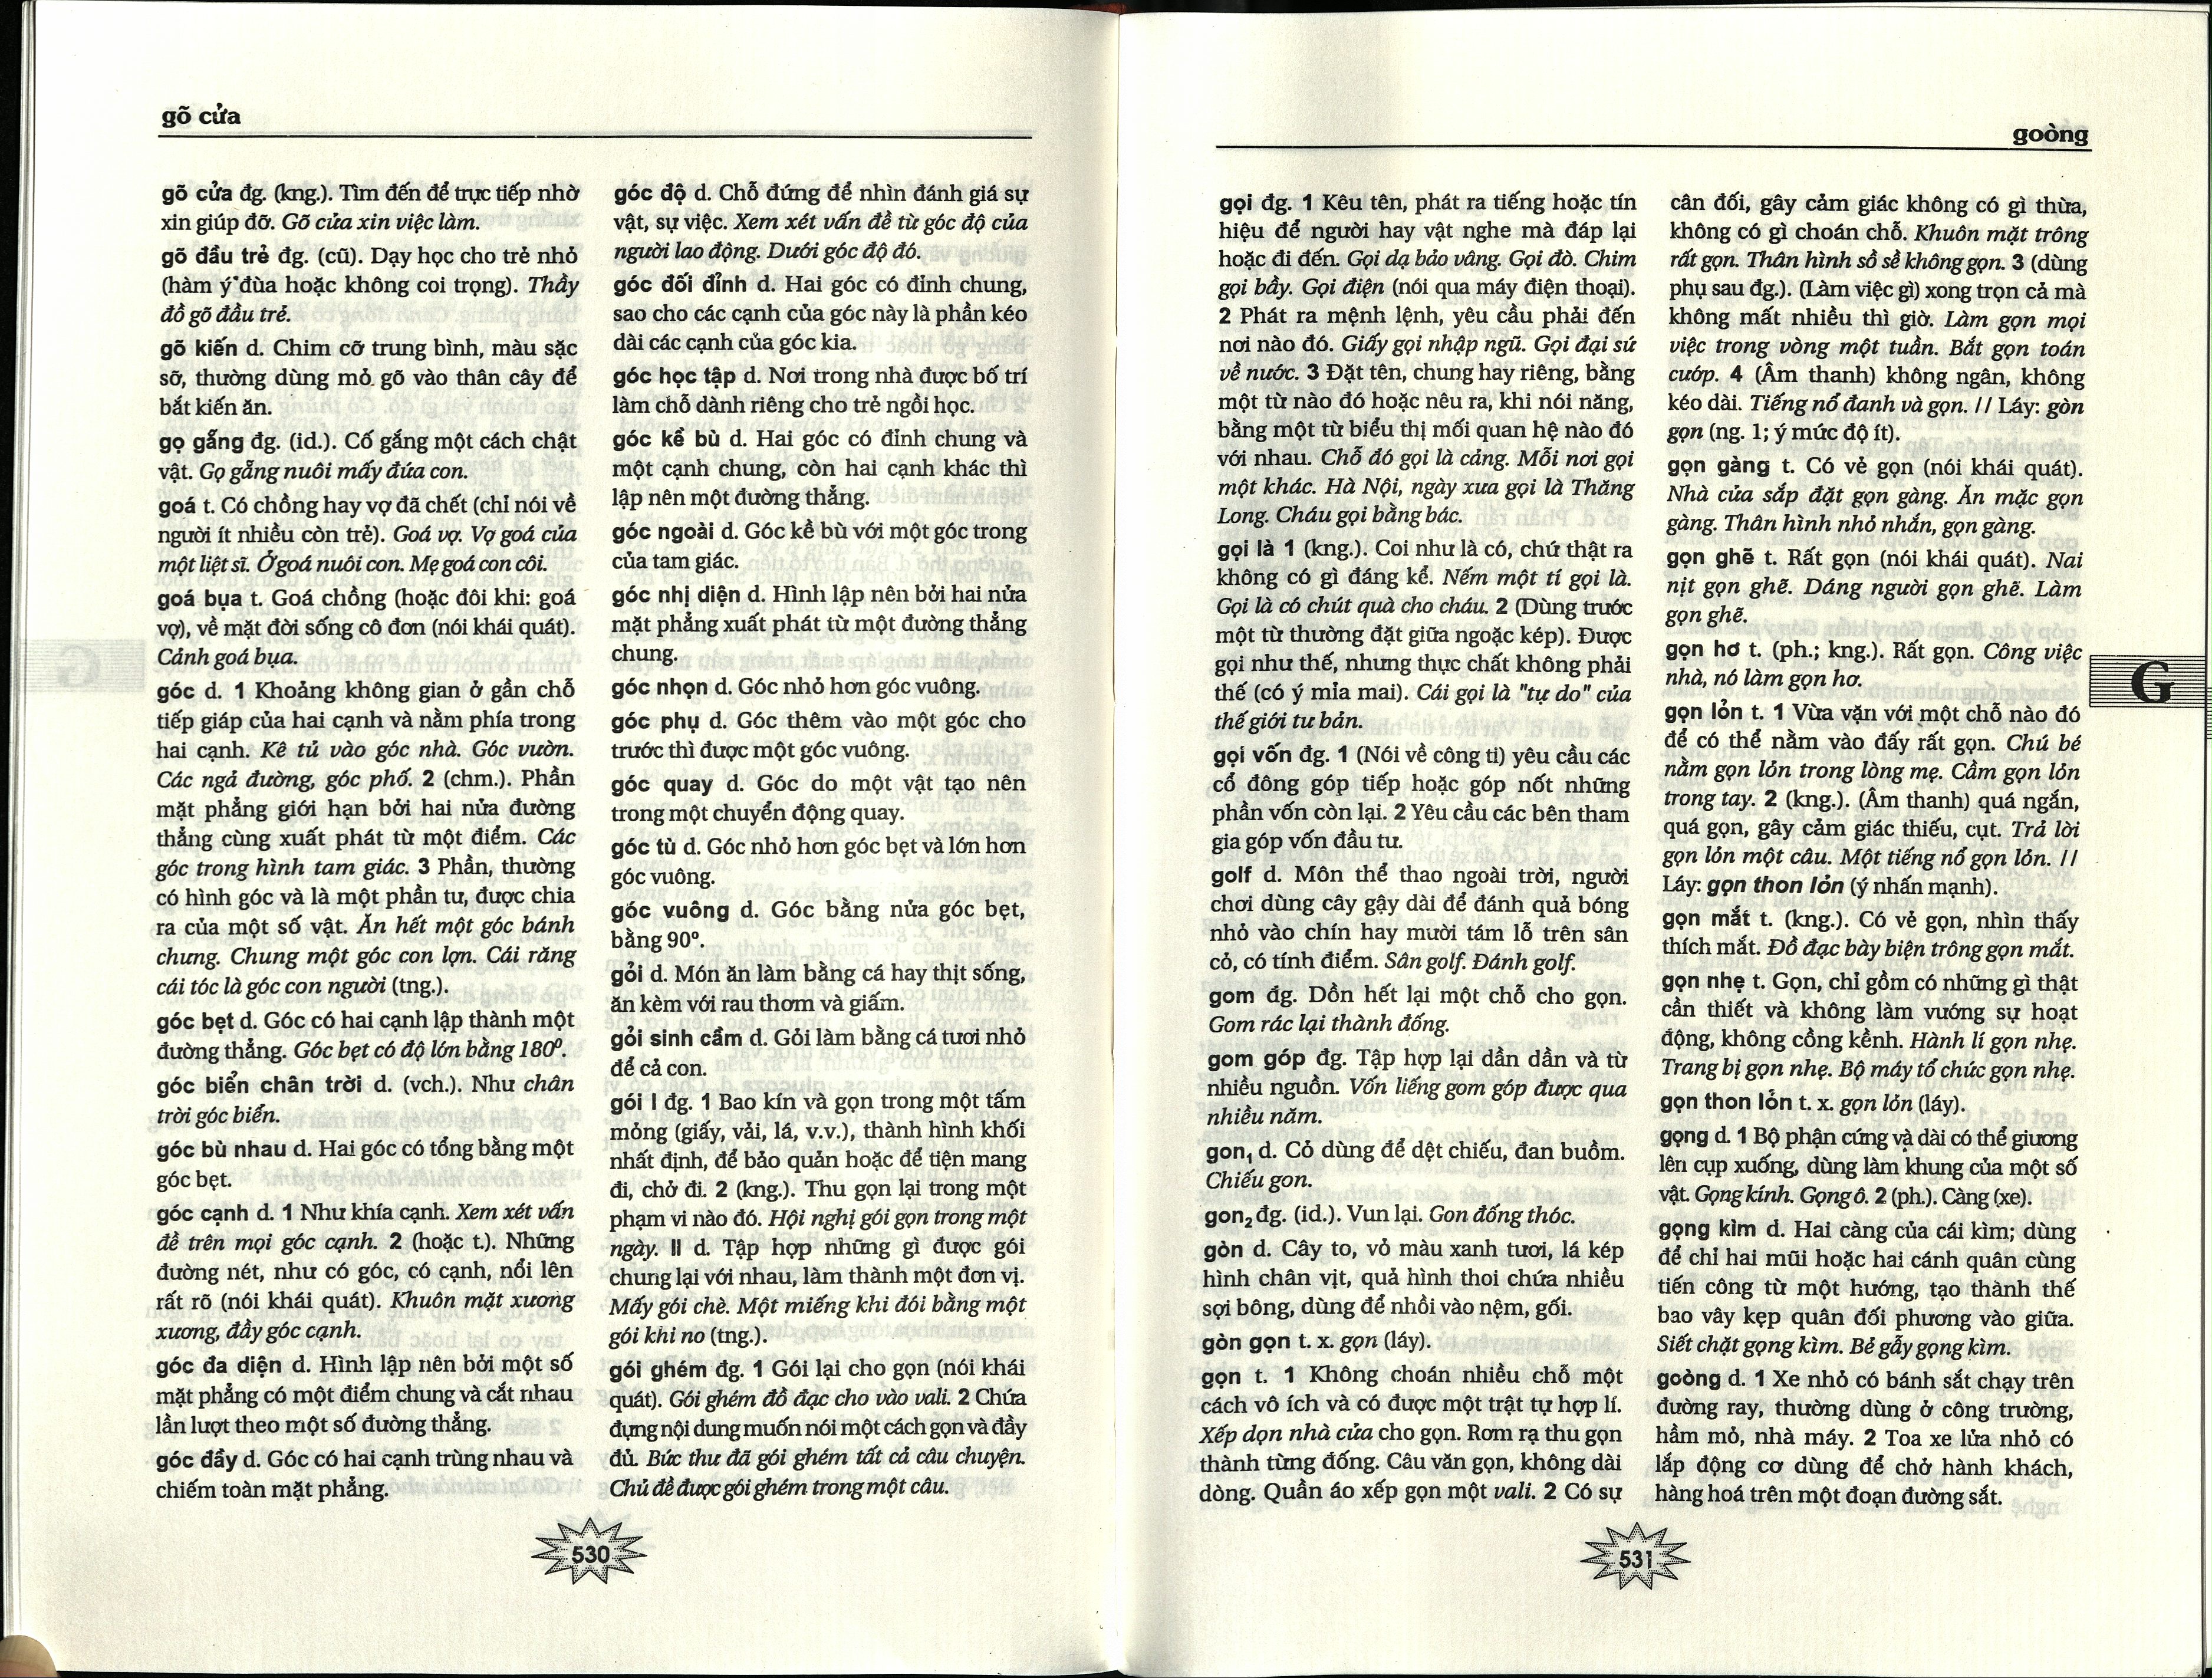 gõ cửa
gõ cửa đg. (kng.). Tìm đến để trực tiếp nhờ
xin giúp đỡ. Gõ cửa xin việc làm.
gõ đầu trẻ đg. (cũ). Dạy học cho trẻ nhỏ
(hàm ý đùa hoặc không coi trọng). Thầy
đồ gõ đầu trẻ.
gõ kiến d. Chim cỡ trung bình, màu sặc
sỡ, thường dùng mỏ gõ vào thân cây để
bắt kiến ăn.
gọ gẵng đg. (id.). Cố gắng một cách chật
vật. Gọ gẵng nuôi mấy đứa con.
goá t. Có chồng hay vợ đã chết (chỉ nói về
người ít nhiều còn trẻ). Goá vợ. Vợ goá của
một liệt sĩ. Ở goá nuôi con. Mẹ goá con côi.
goá bụa t. Goá chồng (hoặc đôi khi: goá
vợ), về mặt đời sống cô đơn (nói khái quát).
Cảnh goá bụa.
góc d. 1 Khoảng không gian ở gần chỗ
tiếp giáp của hai cạnh và nằm phía trong
hai cạnh. Kê tủ vào góc nhà. Góc vườn.
Các ngả đường, góc phố. 2 (chm.). Phần
mặt phẳng giới hạn bởi hai nửa đường
thẳng cùng xuất phát từ một điểm. Các
góc trong hình tam giác. 3 Phần, thường
có hình góc và là một phần tư, được chia
ra của một số vật. Ăn hết một góc bánh
chưng. Chung một góc con lợn. Cái răng
cái tóc là góc con người (tng.).
góc bẹt d. Góc có hai cạnh lập thành một
đường thẳng. Góc bẹt có độ lớn bằng 180⁰.
góc biển chân trời d. (vch.). Như chân
trời góc biển.
góc bù nhau d. Hai góc có tổng bằng một
góc bẹt.
góc cạnh d. 1 Như khía cạnh. Xem xét vấn
đề trên mọi góc cạnh. 2 (hoặc t.). Những
đường nét, như có góc, có cạnh, nổi lên
rất rõ (nói khái quát). Khuôn mặt xương
xương, đầy góc cạnh.
góc đa diện d. Hình lập nên bởi một số
mặt phẳng có một điểm chung và cắt nhau
lần lượt theo một số đường thẳng.
góc đầy d. Góc có hai cạnh trùng nhau và
chiếm toàn mặt phẳng.
góc độ d. Chỗ đứng để nhìn đánh giá sự
vật, sự việc. Xem xét vấn đề từ góc độ của
người lao động. Dưới góc độ đó.
góc đối đỉnh d. Hai góc có đỉnh chung,
sao cho các cạnh của góc này là phần kéo
dài các cạnh của góc kia.
góc học tập d. Nơi trong nhà được bố trí
làm chỗ dành riêng cho trẻ ngồi học.
góc kề bù d. Hai góc có đỉnh chung và
một cạnh chung, còn hai cạnh khác thì
lập nên một đường thẳng.
góc ngoài d. Góc kề bù với một góc trong
của tam giác.
góc nhị diện d. Hình lập nên bởi hai nửa
mặt phẳng xuất phát từ một đường thẳng
chung.
góc nhọn d. Góc nhỏ hơn góc vuông.
góc phụ d. Góc thêm vào một góc cho
trước thì được một góc vuông.
góc quay d. Góc do một vật tạo nên
trong một chuyển động quay.
góc tù d. Góc nhỏ hơn góc bẹt và lớn hơn
góc vuông.
góc vuông d. Góc bằng nửa góc bẹt,
bằng 90⁰.
gỏi d. Món ăn làm bằng cá hay thịt sống,
ăn kèm với rau thơm và giấm.
gỏi sinh cầm d. Gỏi làm bằng cá tươi nhỏ
để cả con.
gói I đg. 1 Bao kín và gọn trong một tấm
mỏng (giấy, vải, lá, v.v.), thành hình khối
nhất định, để bảo quản hoặc để tiện mang
đi, chở đi. 2 (kng.). Thu gọn lại trong một
phạm vi nào đó. Hội nghị gói gọn trong một
ngày. II d. Tập hợp những gì được gói
chung lại với nhau, làm thành một đơn vị.
Mấy gói chè. Một miếng khi đói bằng một
gói khi no (tng.).
gói ghém đg. 1 Gói lại cho gọn (nói khái
quát). Gói ghém đồ đạc cho vào vali. 2 Chứa
đựng nội dung muốn nói một cách gọn và đầy
đủ. Bức thư đã gói ghém tất cả câu chuyện.
Chủ đề được gói ghém trong một câu.
530
goòng
gọi đg. 1 Kêu tên, phát ra tiếng hoặc tín
hiệu để người hay vật nghe mà đáp lại
hoặc đi đến. Gọi dạ bảo vâng. Gọi đò. Chim
gọi bầy. Gọi điện (nói qua máy điện thoại).
2 Phát ra mệnh lệnh, yêu cầu phải đến
nơi nào đó. Giấy gọi nhập ngũ. Gọi đại sứ
về nước. 3 Đặt tên, chung hay riêng, bằng
một từ nào đó hoặc nêu ra, khi nói năng,
bằng một từ biểu thị mối quan hệ nào đó
với nhau. Chỗ đó gọi là cảng. Mỗi nơi gọi
một khác. Hà Nội, ngày xưa gọi là Thăng
Long. Cháu gọi bằng bác.
gọi là 1 (kng.). Coi như là có, chứ thật ra
không có gì đáng kể. Nếm một tí gọi là.
Gọi là có chút quà cho cháu. 2 (Dùng trước
một từ thường đặt giữa ngoặc kép). Được
gọi như thế, nhưng thực chất không phải
thế (có ý mỉa mai). Cái gọi là "tự do" của
thế giới tư bản.
gọi vốn đg. 1 (Nói về công ti) yêu cầu các
cổ đông góp tiếp hoặc góp nốt những
phần vốn còn lại. 2 Yêu cầu các bên tham
gia góp vốn đầu tư.
golf d. Môn thể thao ngoài trời, người
chơi dùng cây gậy dài để đánh quả bóng
nhỏ vào chín hay mười tám lỗ trên sân
cỏ, có tính điểm. Sân golf. Đánh golf.
gom đg. Dồn hết lại một chỗ cho gọn.
Gom rác lại thành đống.
gom góp đg. Tập hợp lại dần dần và từ
nhiều nguồn. Vốn liếng gom góp được qua
nhiều năm.
gon₁ d. Cỏ dùng để dệt chiếu, đan buồm.
Chiếu gon.
gon₂ đg. (id.). Vun lại. Gon đống thóc.
gòn d. Cây to, vỏ màu xanh tươi, lá kép
hình chân vịt, quả hình thoi chứa nhiều
sợi bông, dùng để nhồi vào nệm, gối.
gòn gọn t. x. gọn (láy).
gọn t. 1 Không choán nhiều chỗ một
cách vô ích và có được một trật tự hợp lí.
Xếp dọn nhà cửa cho gọn. Rơm rạ thu gọn
thành từng đống. Câu văn gọn, không dài
dòng. Quần áo xếp gọn một vali. 2 Có sự
cân đối, gây cảm giác không có gì thừa,
không có gì choán chỗ. Khuôn mặt trông
rất gọn. Thân hình sồ sề không gọn. 3 (dùng
phụ sau đg.). (Làm việc gì) xong trọn cả mà
không mất nhiều thì giờ. Làm gọn mọi
việc trong vòng một tuần. Bắt gọn toán
cướp. 4 (Âm thanh) không ngân, không
kéo dài. Tiếng nổ đanh và gọn. // Láy: gòn
gọn (ng. 1; ý mức độ ít).
gọn gàng t. Có vẻ gọn (nói khái quát).
Nhà cửa sắp đặt gọn gàng. Ăn mặc gọn
gàng. Thân hình nhỏ nhắn, gọn gàng.
gọn ghẽ t. Rất gọn (nói khái quát). Nai
nịt gọn ghẽ. Dáng người gọn ghẽ. Làm
gọn ghẽ.
gọn hơ t. (ph.; kng.). Rất gọn. Công việc
nhà, nó làm gọn hơ.
gọn lỏn t. 1 Vừa vặn với một chỗ nào đó
để có thể nằm vào đấy rất gọn. Chú bé
nằm gọn lỏn trong lòng mẹ. Cầm gọn lỏn
trong tay. 2 (kng.). (Âm thanh) quá ngắn,
quá gọn, gây cảm giác thiếu, cụt. Trả lời
gọn lỏn một câu. Một tiếng nổ gọn lỏn. //
Láy: gọn thon lỏn (ý nhấn mạnh).
gọn mắt t. (kng.). Có vẻ gọn, nhìn thấy
thích mắt. Đồ đạc bày biện trông gọn mắt.
gọn nhẹ t. Gọn, chỉ gồm có những gì thật
cần thiết và không làm vướng sự hoạt
động, không cồng kềnh. Hành lí gọn nhẹ.
Trang bị gọn nhẹ. Bộ máy tổ chức gọn nhẹ.
gọn thon lỏn t. x. gọn lỏn (láy).
gọng d. 1 Bộ phận cứng và dài có thể giương
lên cụp xuống, dùng làm khung của một số
vật. Gọng kính. Gọng ô. 2 (ph.). Càng (xe).
gọng kìm d. Hai càng của cái kìm; dùng
để chỉ hai mũi hoặc hai cánh quân cùng
tiến công từ một hướng, tạo thành thế
bao vây kẹp quân đối phương vào giữa.
Siết chặt gọng kìm. Bẻ gẫy gọng kìm.
goòng d. 1 Xe nhỏ có bánh sắt chạy trên
đường ray, thường dùng ở công trường,
hầm mỏ, nhà máy. 2 Toa xe lửa nhỏ có
lắp động cơ dùng để chở hành khách,
hàng hoá trên một đoạn đường sắt.
G
531